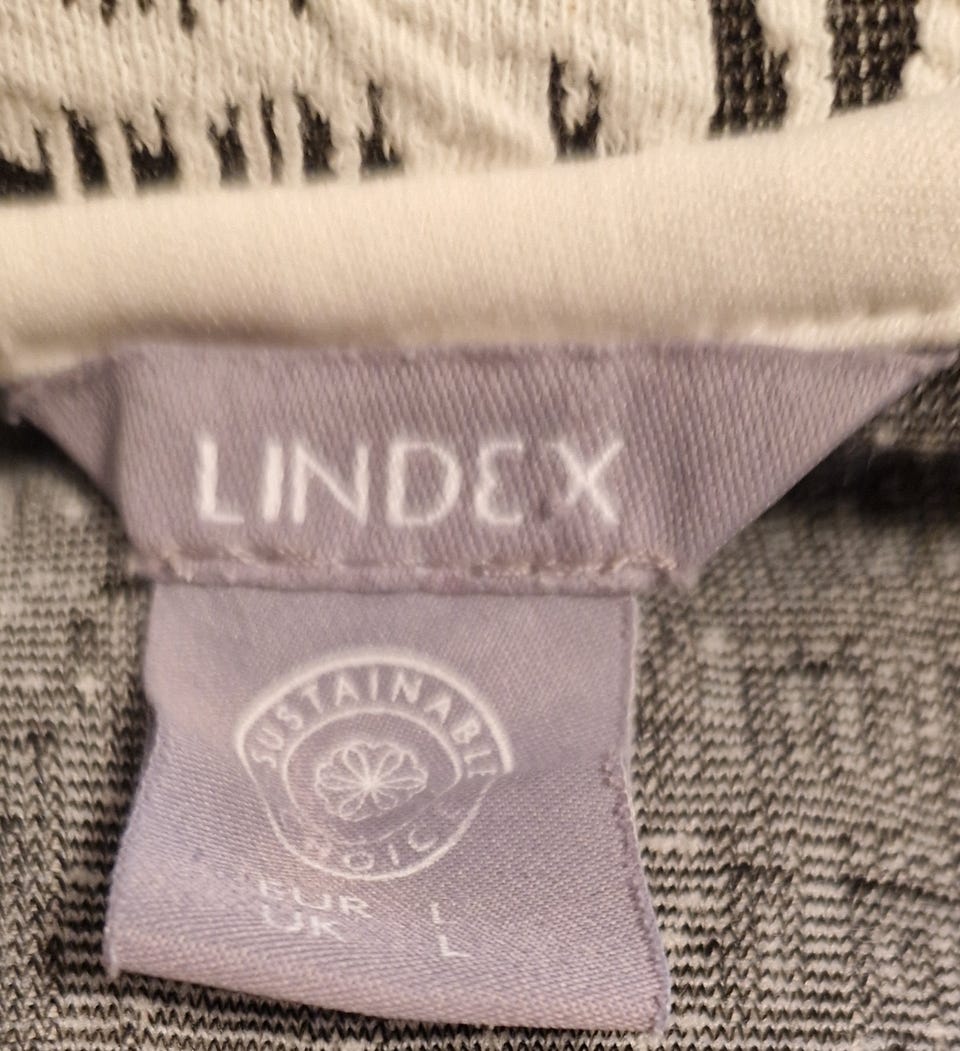 LINDEX
SUSTAINABLE
EUR L
UK L